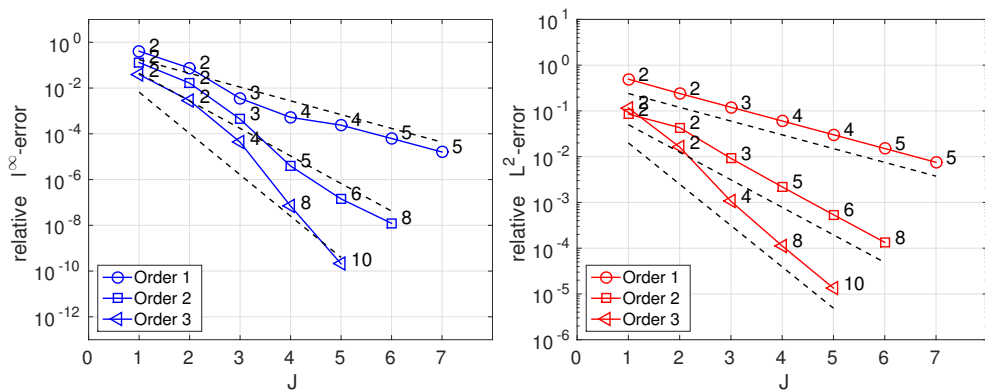 relative l∞-error
10^0
10^-2
10^-4
10^-6
10^-8
10^-10
10^-12
2 2 3 4 4 5 5
2 2 3 5 6 8
2 2 4 8 10
Order 1
Order 2
Order 3
0 1 2 3 4 5 6 7
J
relative L^2-error
10^1
10^0
10^-1
10^-2
10^-3
10^-4
10^-5
10^-6
2 2 3 4 4 5 5
2 2 3 5 6 8
2 2 4 8 10
Order 1
Order 2
Order 3
0 1 2 3 4 5 6 7
J